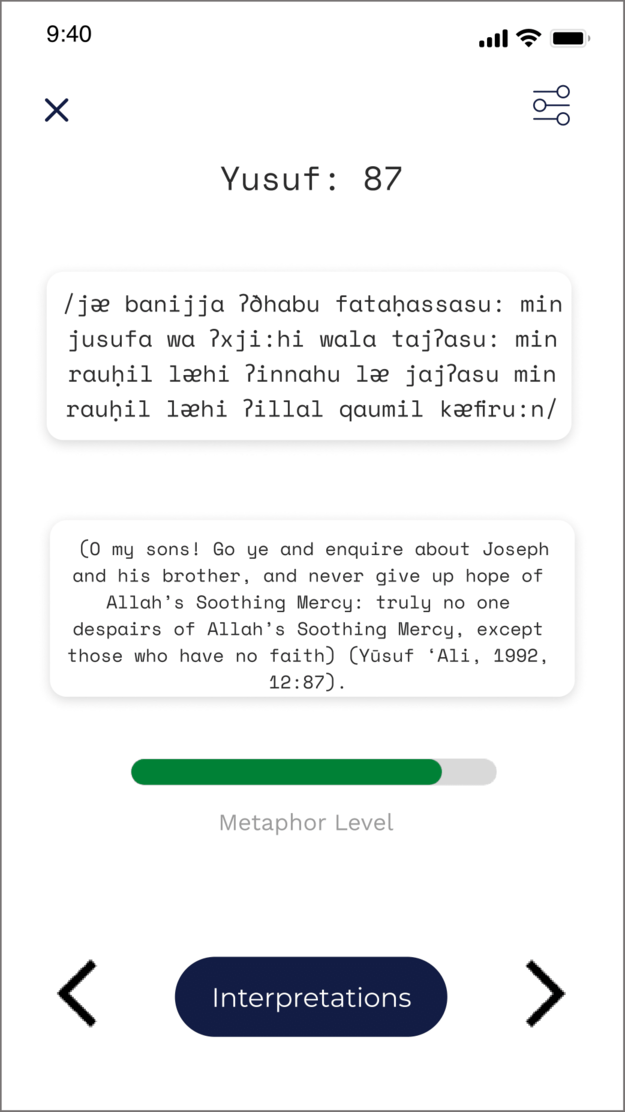 9:40
Yusuf: 87
/jæ banijja ʔðhabu fataḥassasu: min
jusufa wa ʔxji:hi wala tajʔasu: min
rauḥil læhi ʔinnahu læ jajʔasu min
rauḥil læhi ʔillal qaumil kæfiru:n/
(O my sons! Go ye and enquire about Joseph
and his brother, and never give up hope of
Allah’s Soothing Mercy: truly no one
despairs of Allah’s Soothing Mercy, except
those who have no faith) (Yūsuf ‘Ali, 1992,
12:87).
Metaphor Level
Interpretations